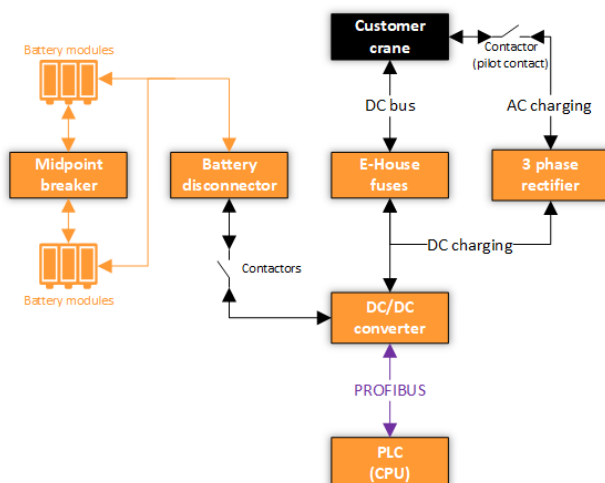 Customer
crane
Contactor
(pilot contact)
Battery modules
DC bus
AC charging
Midpoint
breaker
Battery
disconnector
E-House
fuses
3 phase
rectifier
DC charging
Contactors
Battery modules
DC/DC
converter
PROFIBUS
PLC
(CPU)